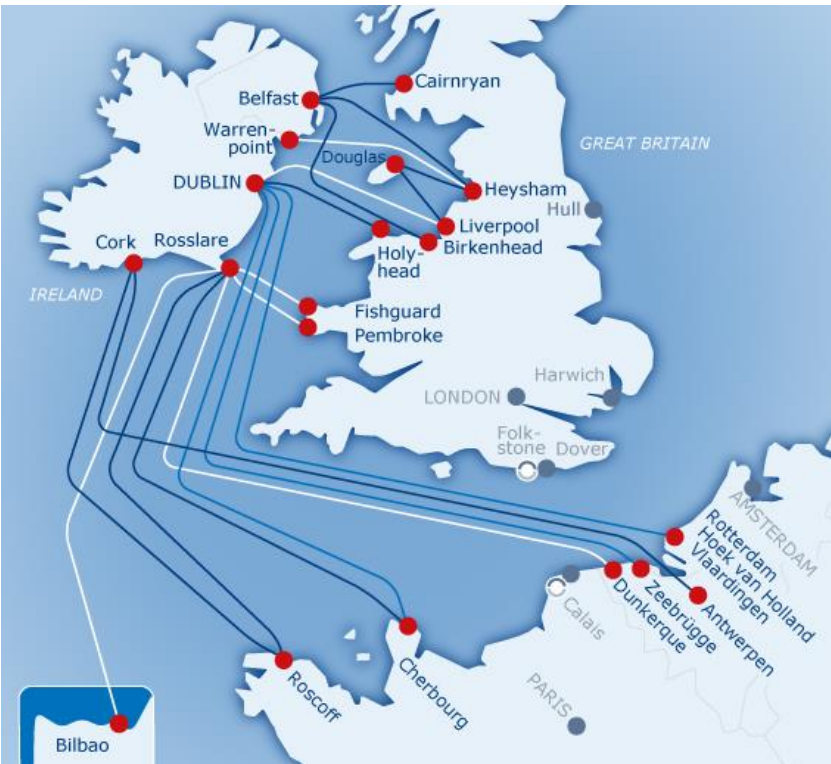 Cairnryan
Belfast
Warren-
point
GREAT BRITAIN
Douglas
DUBLIN
Heysham
Hull
Liverpool
Birkenhead
Cork
Rosslare
Holy-
head
IRELAND
Fishguard
Pembroke
Harwich
LONDON
Folk-
stone
Dover
AMSTERDAM
Rotterdam
Hoek van Holland
Vlaardingen
Antwerpen
Zeebrügge
Dunkerque
Calais
Cherbourg
Roscoff
PARIS
Bilbao